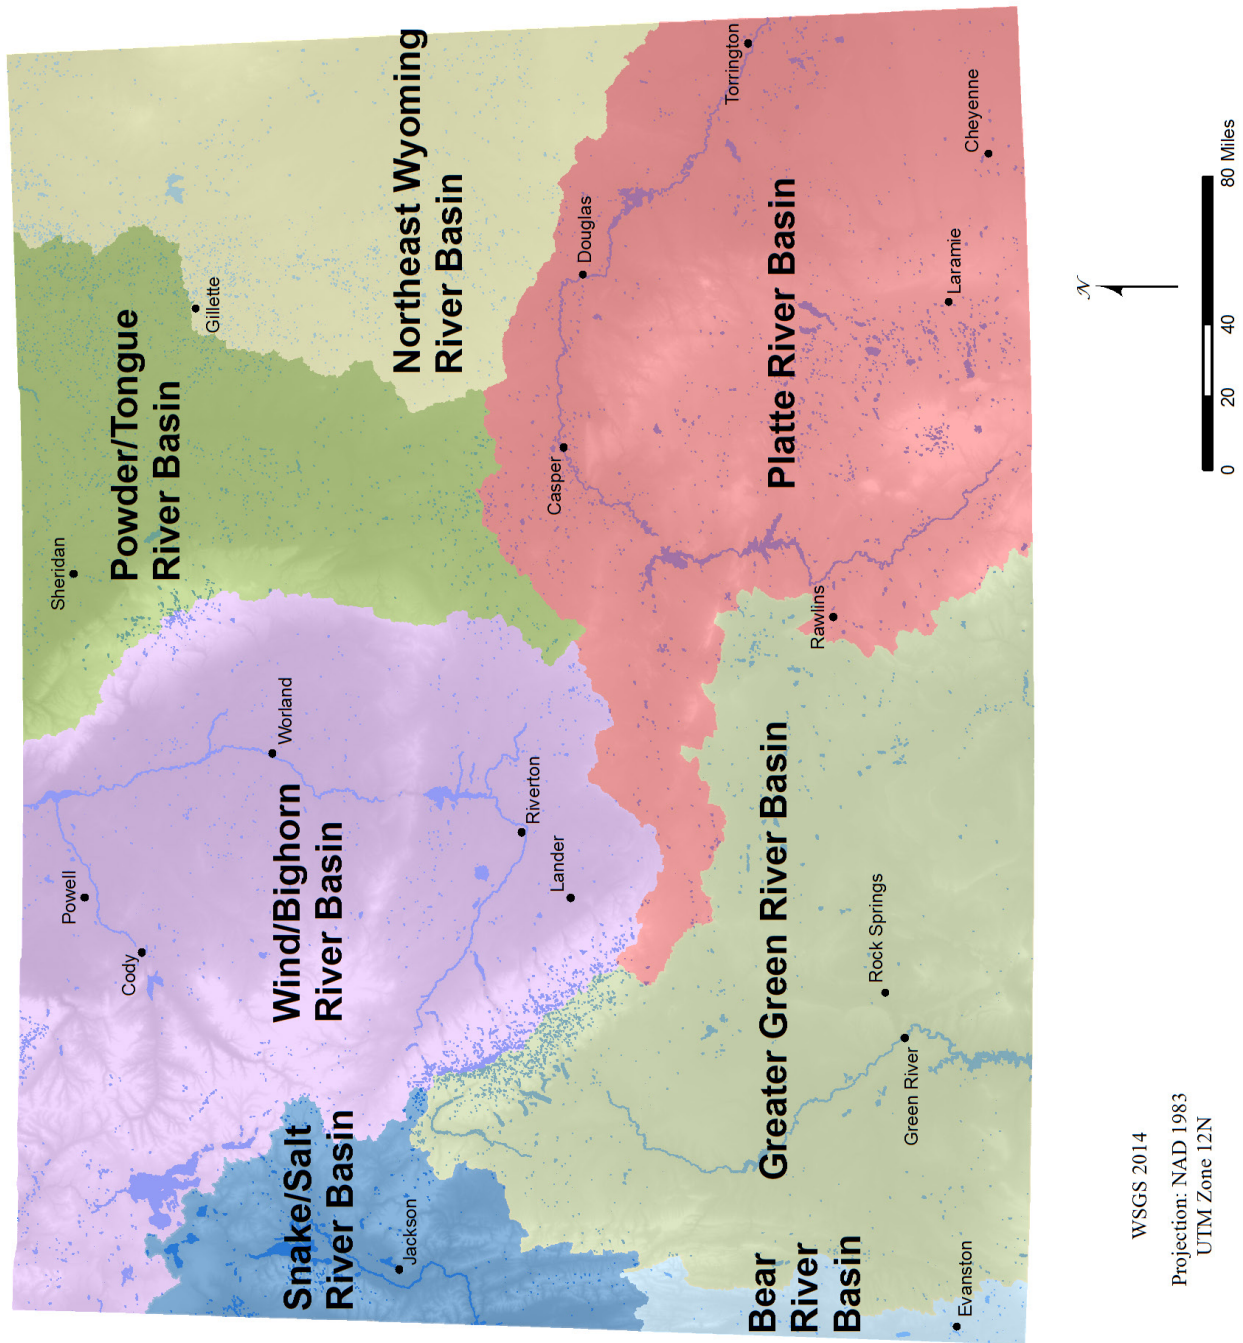 Sheridan
Powder/Tongue
River Basin
Gillette
Northeast Wyoming
River Basin
Powell
Cody
Worland
Wind/Bighorn
River Basin
Riverton
Lander
Snake/Salt
River Basin
Jackson
Casper
Douglas
Torrington
Platte River Basin
Rawlins
Laramie
Cheyenne
Greater Green River Basin
Rock Springs
Green River
Bear
River
Basin
Evanston
WSGS 2014
Projection: NAD 1983
UTM Zone 12N
N
0 20 40 80 Miles